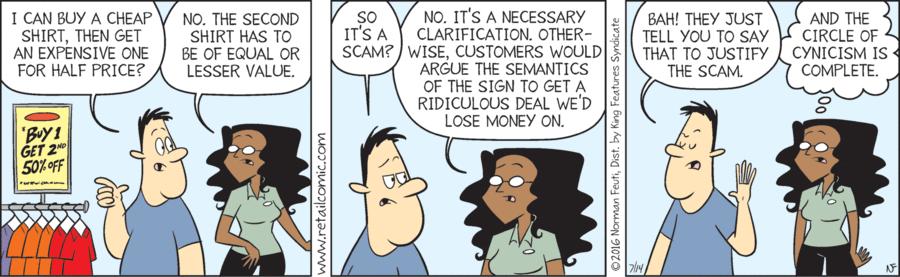 I CAN BUY A CHEAP
SHIRT, THEN GET
AN EXPENSIVE ONE
FOR HALF PRICE?
NO. THE SECOND
SHIRT HAS TO
BE OF EQUAL OR
LESSER VALUE.
*BUY 1
GET 2ND
50% OFF
www.retailcomic.com
SO
IT'S A
SCAM?
NO. IT'S A NECESSARY
CLARIFICATION. OTHER-
WISE, CUSTOMERS WOULD
ARGUE THE SEMANTICS
OF THE SIGN TO GET A
RIDICULOUS DEAL WE'D
LOSE MONEY ON.
©2016 Norman Feuti, Dist. by King Features Syndicate
BAH! THEY JUST
TELL YOU TO SAY
THAT TO JUSTIFY
THE SCAM.
AND THE
CIRCLE OF
CYNICISM IS
COMPLETE.
7/14
NF